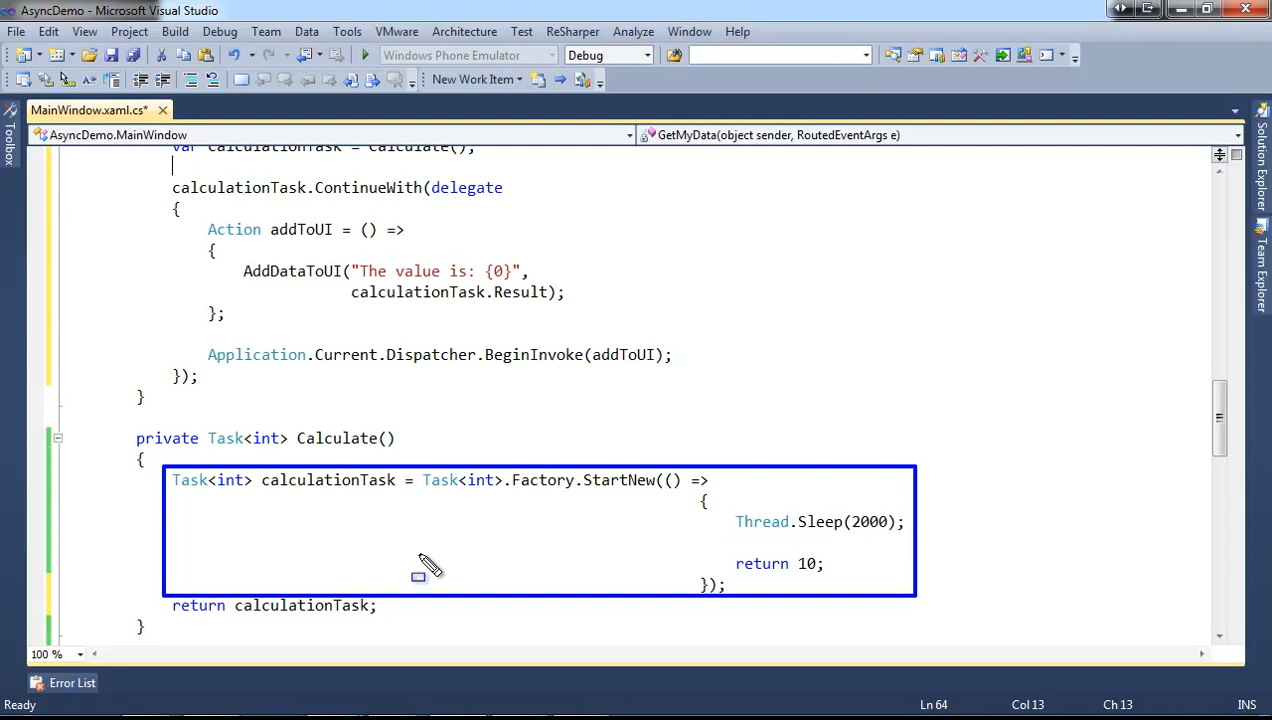 AsyncDemo - Microsoft Visual Studio
File Edit View Project Build Debug Team Data Tools VMware Architecture Test ReSharper Analyze Window Help
Windows Phone Emulator Debug
New Work Item
MainWindow.xaml.cs*
AsyncDemo.MainWindow GetMyData(object sender, RoutedEventArgs e)
Toolbox
Solution Explorer
Team Explorer
var calculationTask = Calculate();
calculationTask.ContinueWith(delegate
{
Action addToUI = () =>
{
AddDataToUI("The value is: {0}",
calculationTask.Result);
};
Application.Current.Dispatcher.BeginInvoke(addToUI);
});
}
private Task<int> Calculate()
{
Task<int> calculationTask = Task<int>.Factory.StartNew(() =>
{
Thread.Sleep(2000);
return 10;
});
return calculationTask;
}
100 %
Error List
Ready Ln 64 Col 13 Ch 13 INS